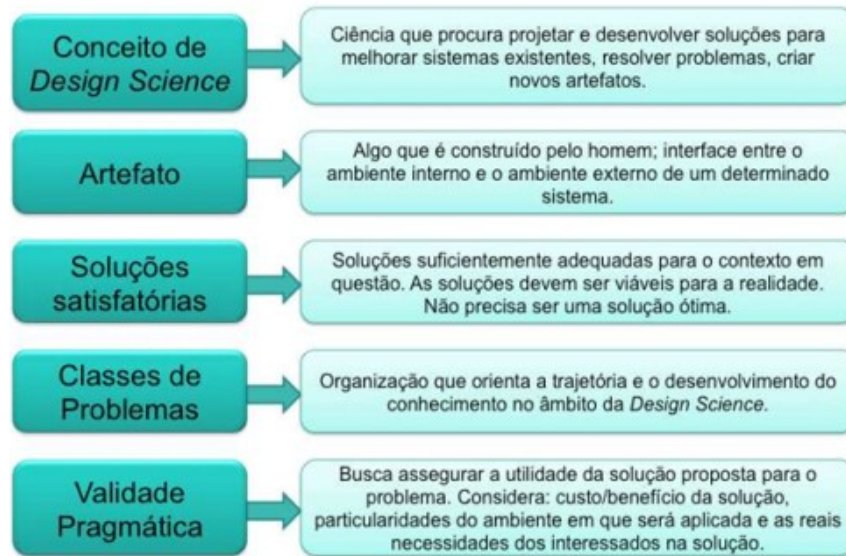 Conceito de
Design Science
Ciência que procura projetar e desenvolver soluções para
melhorar sistemas existentes, resolver problemas, criar
novos artefatos.
Artefato
Algo que é construído pelo homem; interface entre o
ambiente interno e o ambiente externo de um determinado
sistema.
Soluções
satisfatórias
Soluções suficientemente adequadas para o contexto em
questão. As soluções devem ser viáveis para a realidade.
Não precisa ser uma solução ótima.
Classes de
Problemas
Organização que orienta a trajetória e o desenvolvimento do
conhecimento no âmbito da Design Science.
Validade
Pragmática
Busca assegurar a utilidade da solução proposta para o
problema. Considera: custo/benefício da solução,
particularidades do ambiente em que será aplicada e as reais
necessidades dos interessados na solução.